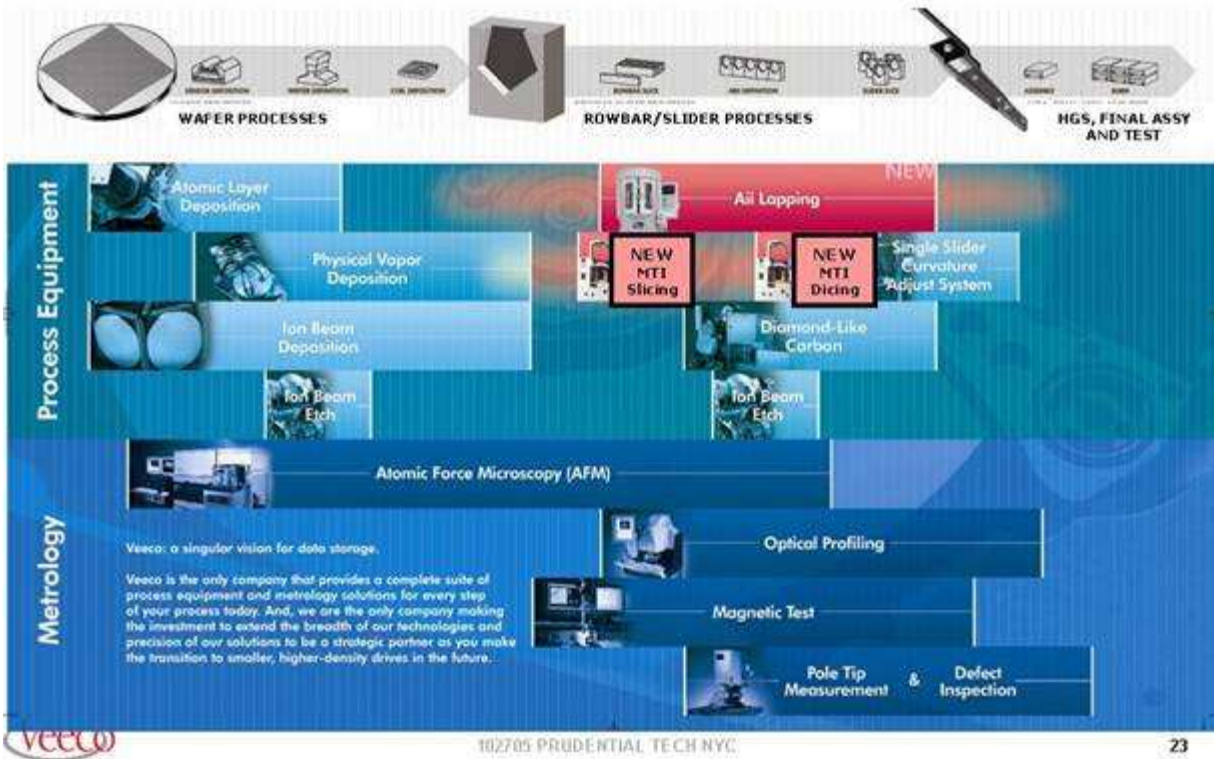 WAFER PROCESSES
ROWBAR/SLIDER PROCESSES
HGS, FINAL ASSY
AND TEST
Process Equipment
NEW
Atomic Layer
Deposition
Aii Lapping
Physical Vapor
Deposition
NEW
MTI
Slicing
NEW
MTI
Dicing
Single Slider
Curvature
Adjust System
Ion Beam
Deposition
Diamond-Like
Carbon
Ion Beam
Etch
Ion Beam
Etch
Metrology
Atomic Force Microscopy (AFM)
Optical Profiling
Veeco: a singular vision for data storage.
Veeco is the only company that provides a complete suite of
process equipment and metrology solutions for every step
of your process today. And, we are the only company making
the investment to extend the breadth of our technologies and
precision of our solutions to be a strategic partner as you make
the transition to smaller, higher-density drives in the future.
Magnetic Test
Pole Tip
Measurement
&
Defect
Inspection
Veeco
102705 PRUDENTIAL TECH NYC
23